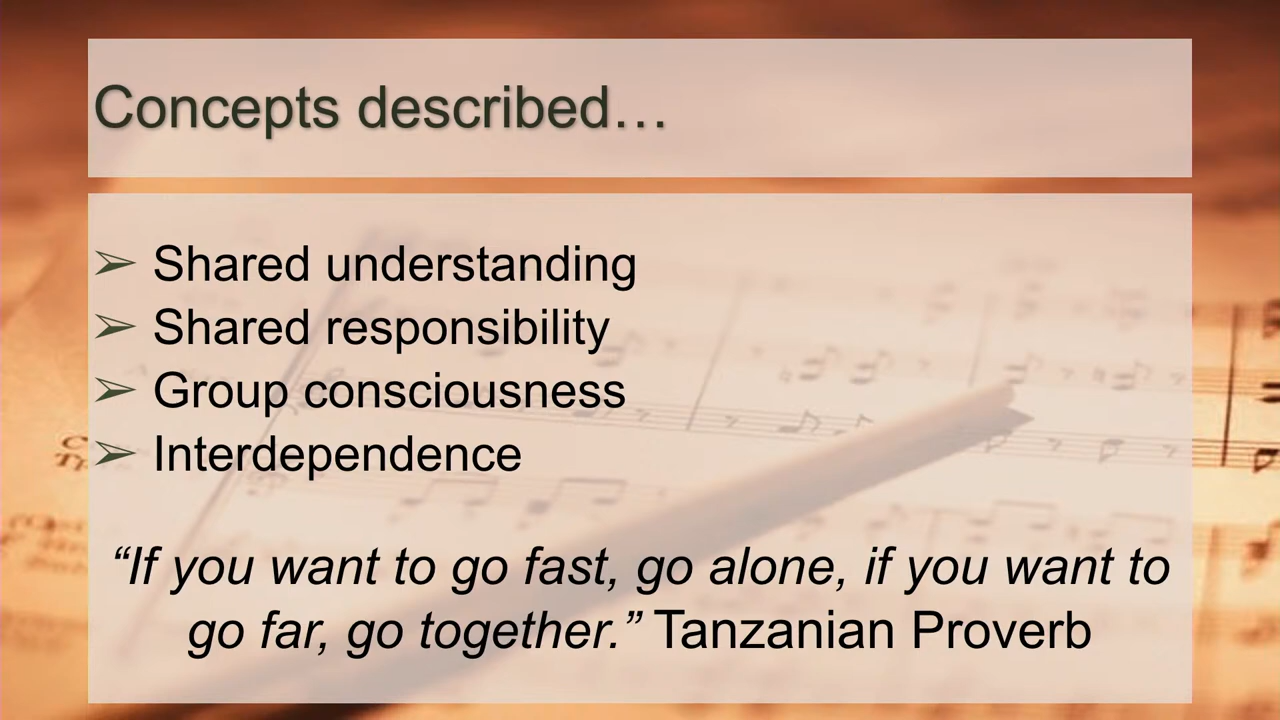 Concepts described…
➢ Shared understanding
➢ Shared responsibility
➢ Group consciousness
➢ Interdependence
“If you want to go fast, go alone, if you want to
go far, go together.” Tanzanian Proverb